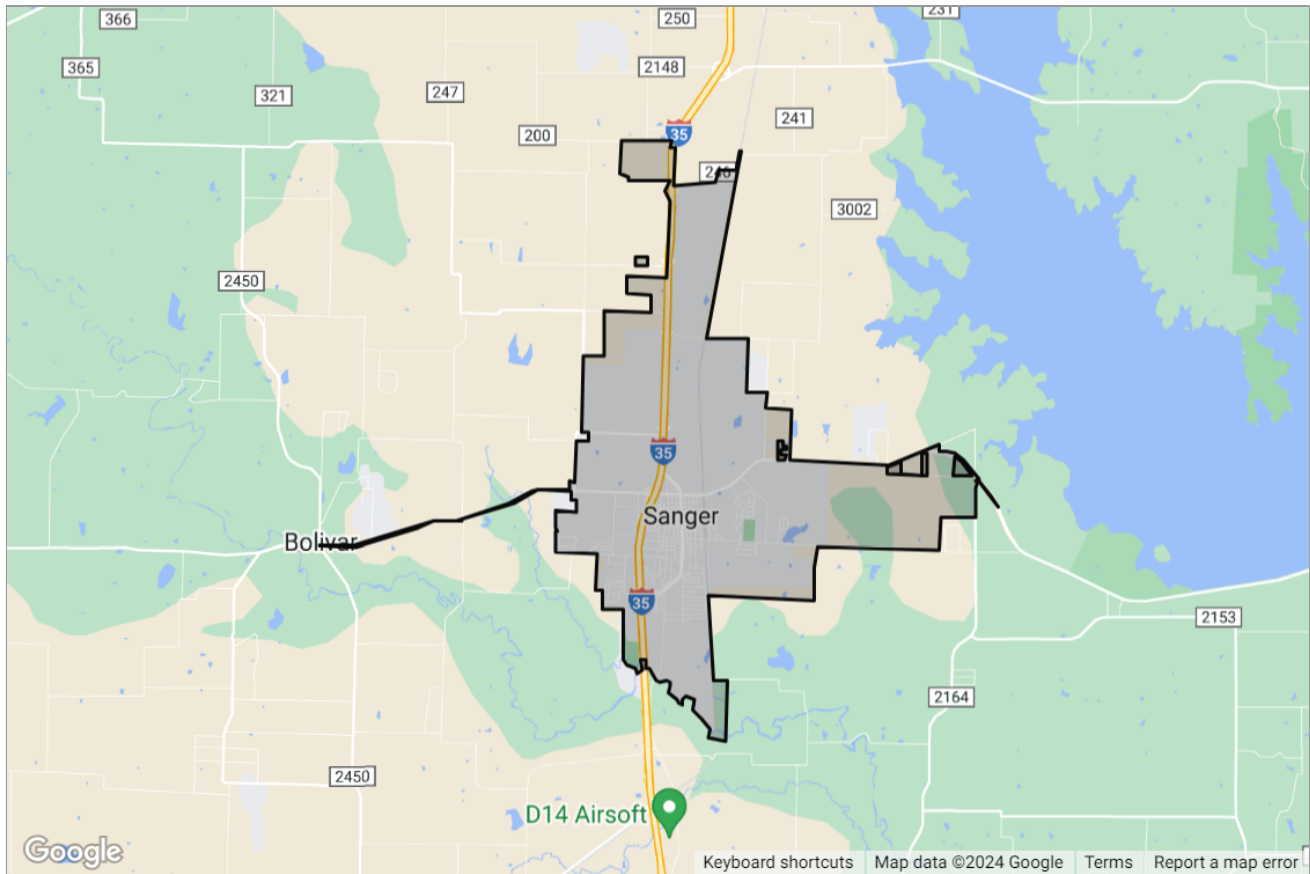 366
250
231
365
2148
321
247
241
200
35
246
3002
2450
35
Sanger
Bolivar
35
2153
2164
2450
D14 Airsoft
Google
Keyboard shortcuts
Map data ©2024 Google
Terms
Report a map error